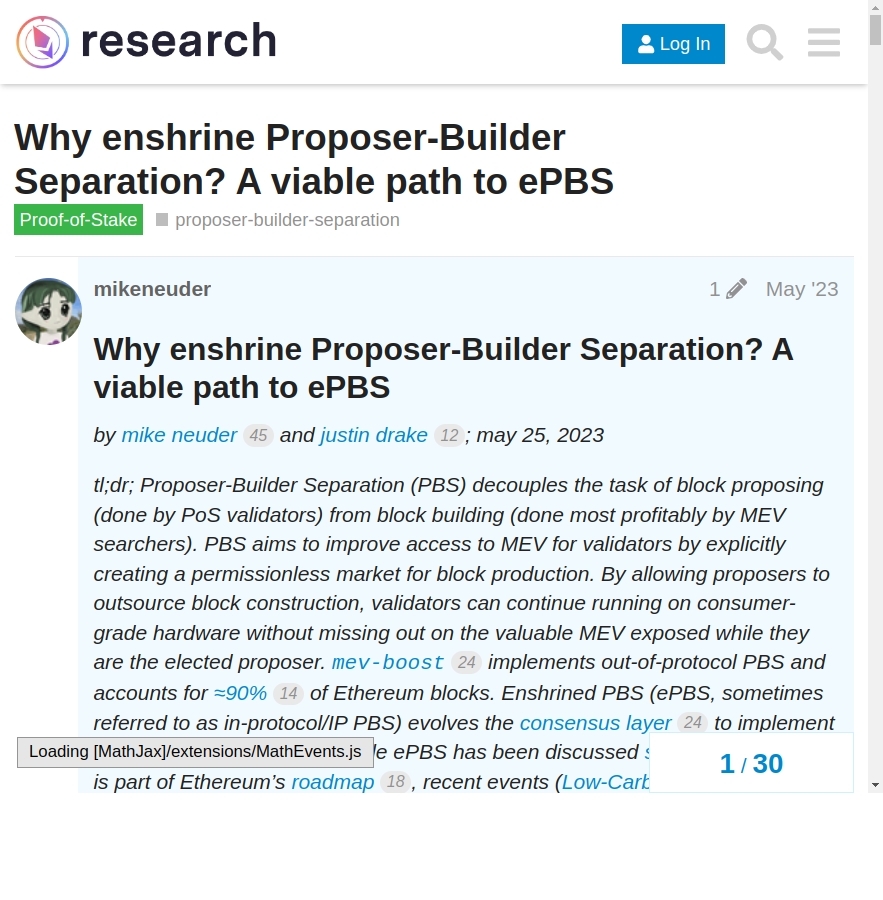 research
Log In
Why enshrine Proposer-Builder
Separation? A viable path to ePBS
Proof-of-Stake proposer-builder-separation
mikeneuder 1 May '23
Why enshrine Proposer-Builder Separation? A
viable path to ePBS
by mike neuder 45 and justin drake 12; may 25, 2023
tl;dr; Proposer-Builder Separation (PBS) decouples the task of block proposing
(done by PoS validators) from block building (done most profitably by MEV
searchers). PBS aims to improve access to MEV for validators by explicitly
creating a permissionless market for block production. By allowing proposers to
outsource block construction, validators can continue running on consumer-
grade hardware without missing out on the valuable MEV exposed while they
are the elected proposer. mev-boost 24 implements out-of-protocol PBS and
accounts for ≈90% 14 of Ethereum blocks. Enshrined PBS (ePBS, sometimes
referred to as in-protocol/IP PBS) evolves the consensus layer 24 to implement
Loading [MathJax]/extensions/MathEvents.js
ePBS has been discussed
1 / 30
is part of Ethereum’s roadmap 18, recent events (Low-Carb